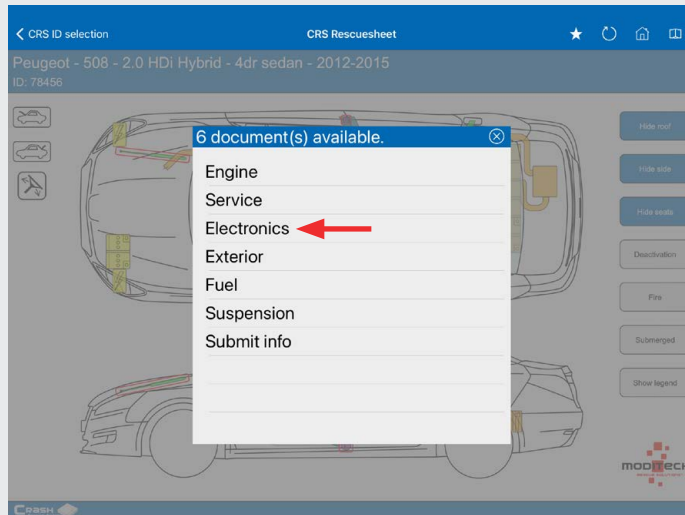 CRS ID selection
CRS Rescuesheet
Peugeot - 508 - 2.0 HDi Hybrid - 4dr sedan - 2012-2015
ID: 78456
6 document(s) available.
Engine
Service
Electronics
Exterior
Fuel
Suspension
Submit info
Hide roof
Hide side
Hide seats
Deactivation
Fire
Submerged
Show legend
MODITECH
CRASH